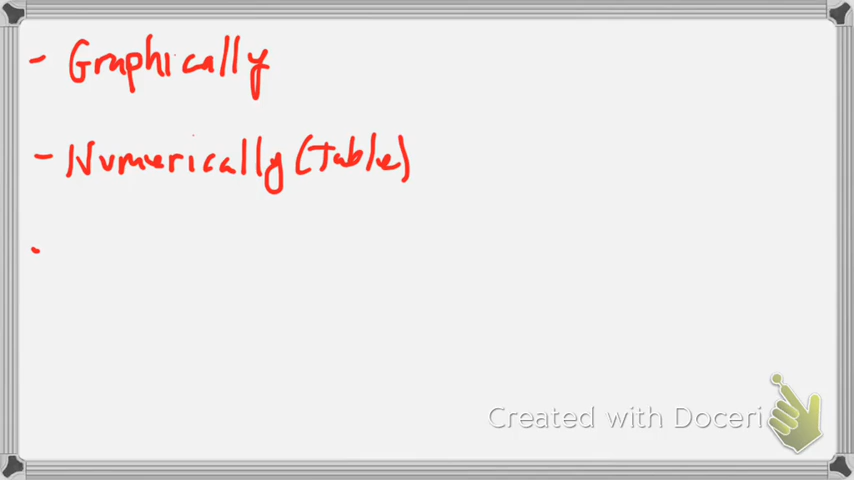 - Graphically
- Numerically (Table)
Created with Doceri